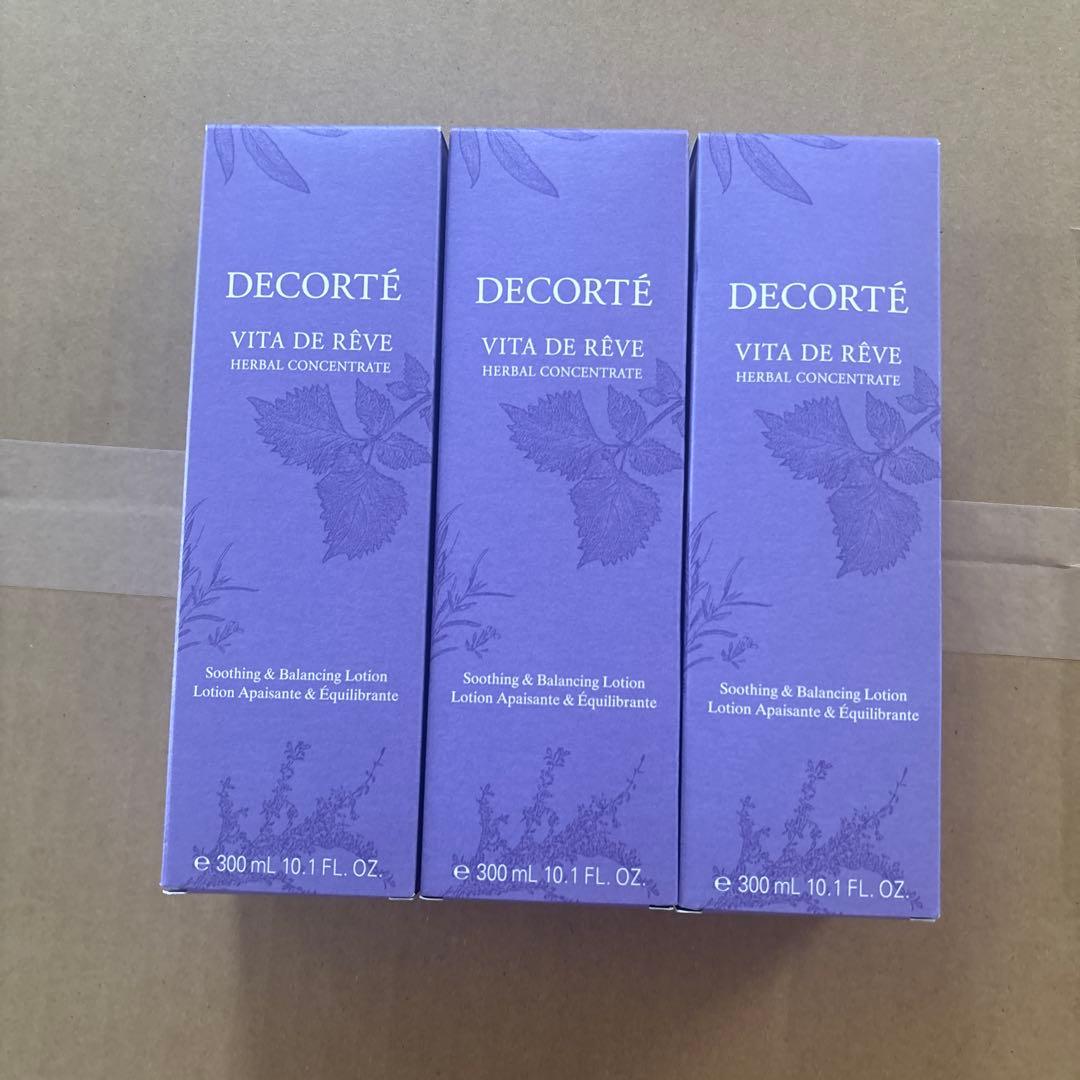 DECORTÉ
VITA DE RÊVE
HERBAL CONCENTRATE
Soothing & Balancing Lotion
Lotion Apaisante & Équilibrante
℮ 300 mL 10.1 FL. OZ.
DECORTÉ
VITA DE RÊVE
HERBAL CONCENTRATE
Soothing & Balancing Lotion
Lotion Apaisante & Équilibrante
℮ 300 mL 10.1 FL. OZ.
DECORTÉ
VITA DE RÊVE
HERBAL CONCENTRATE
Soothing & Balancing Lotion
Lotion Apaisante & Équilibrante
℮ 300 mL 10.1 FL. OZ.